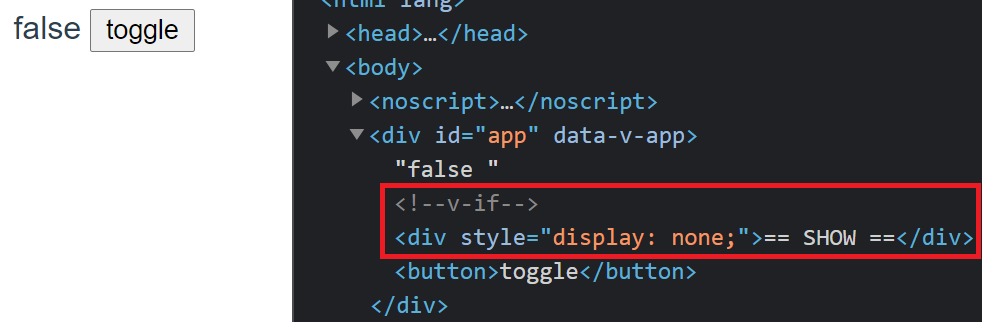 false toggle
<html lang>
<head>…</head>
<body>
<noscript>…</noscript>
<div id="app" data-v-app>
"false "
<!--v-if-->
<div style="display: none;">== SHOW ==</div>
<button>toggle</button>
</div>